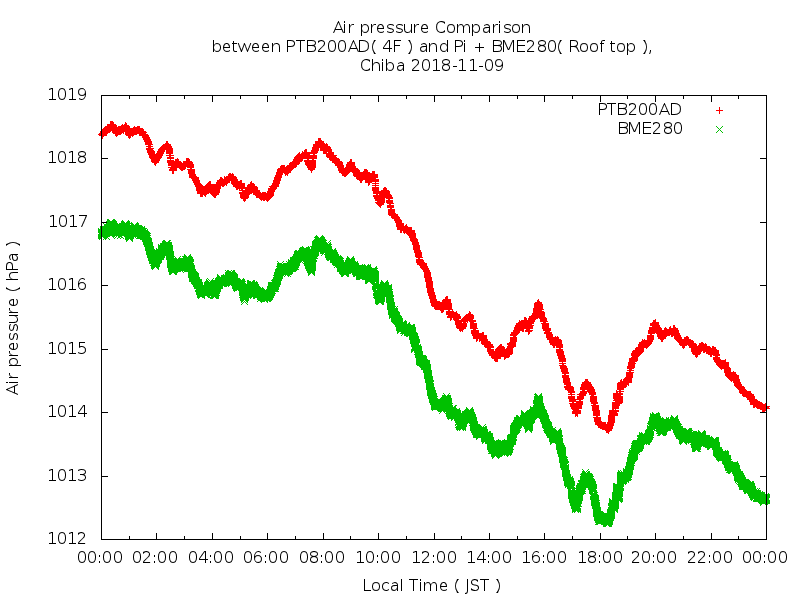 Air pressure Comparison
between PTB200AD( 4F ) and Pi + BME280( Roof top ),
Chiba 2018-11-09
PTB200AD
BME280
Air pressure ( hPa )
1019
1018
1017
1016
1015
1014
1013
1012
00:00 02:00 04:00 06:00 08:00 10:00 12:00 14:00 16:00 18:00 20:00 22:00 00:00
Local Time ( JST )